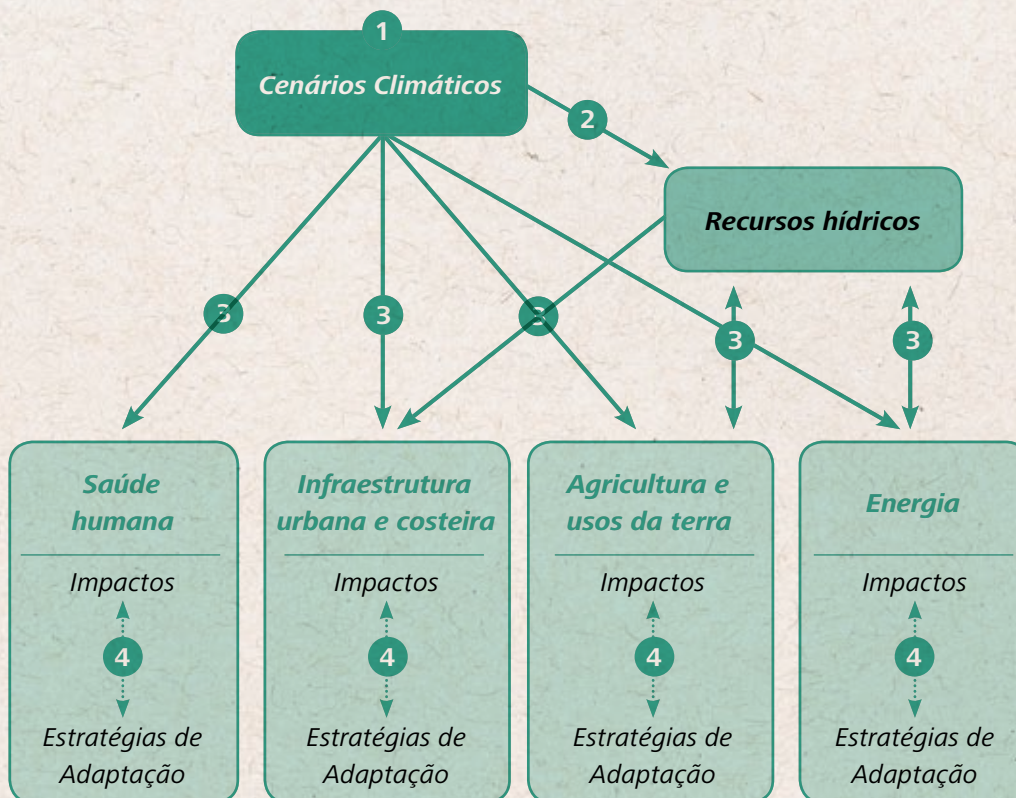 1
Cenários Climáticos
2
Recursos hídricos
3
3
3
3
3
Saúde
humana
Impactos
4
Estratégias de
Adaptação
Infraestrutura
urbana e costeira
Impactos
4
Estratégias de
Adaptação
Agricultura e
usos da terra
Impactos
4
Estratégias de
Adaptação
Energia
Impactos
4
Estratégias de
Adaptação